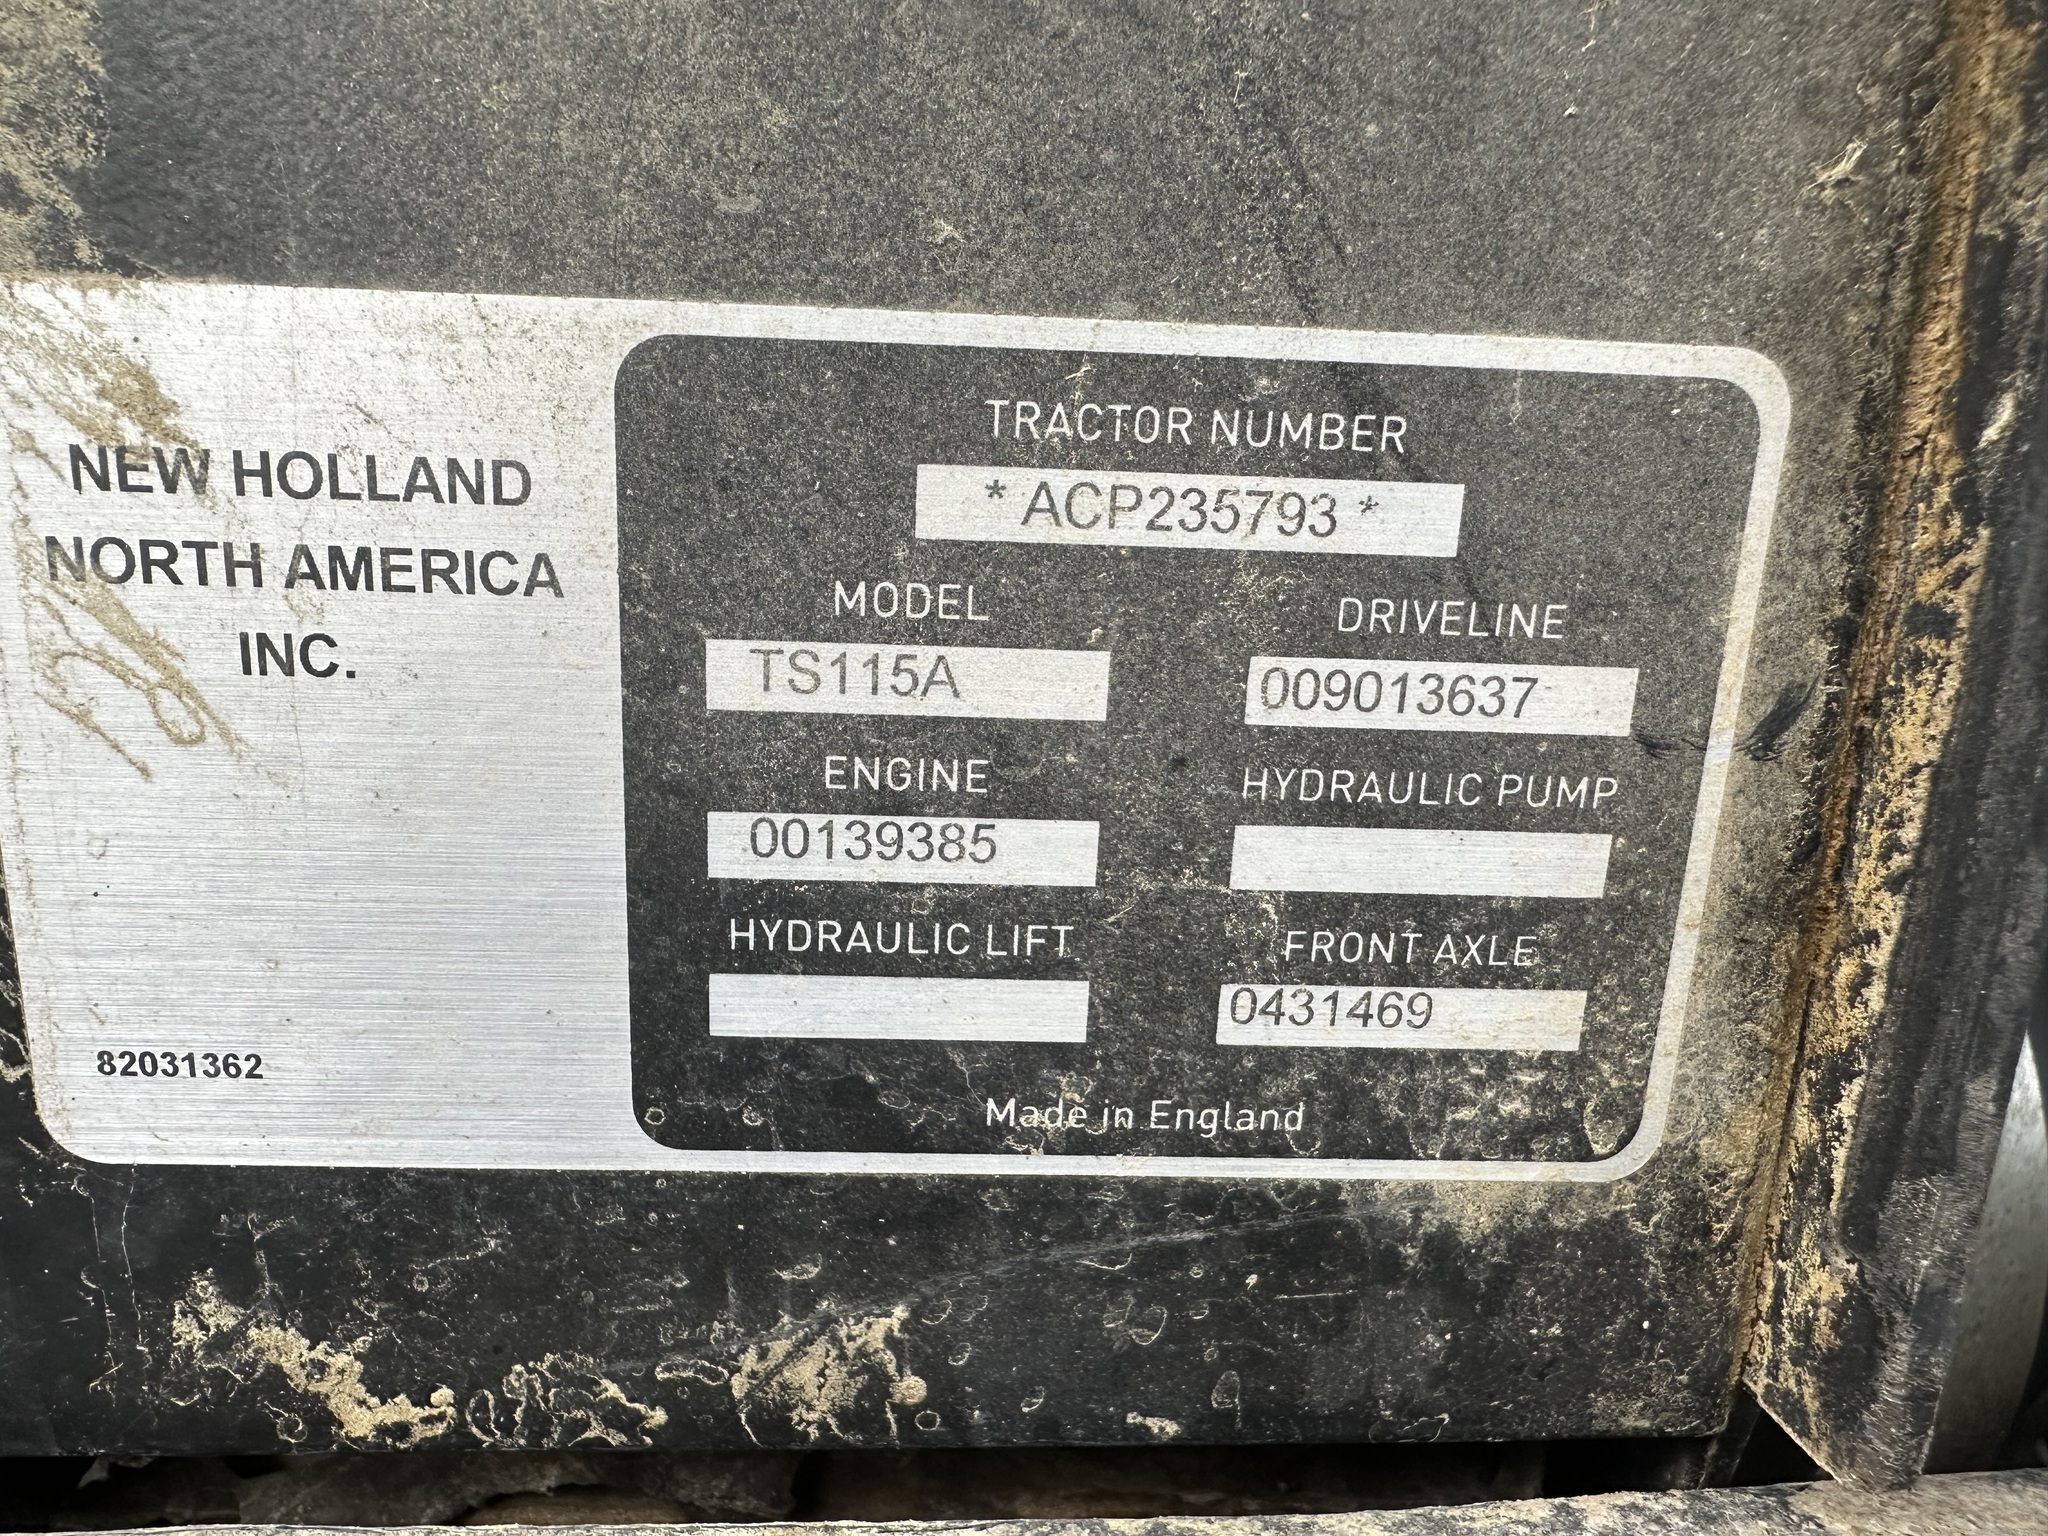 NEW HOLLAND
NORTH AMERICA
INC.
82031362
TRACTOR NUMBER
* ACP235793 *
MODEL
TS115A
DRIVELINE
009013637
ENGINE
00139385
HYDRAULIC PUMP
HYDRAULIC LIFT
FRONT AXLE
0431469
Made in England